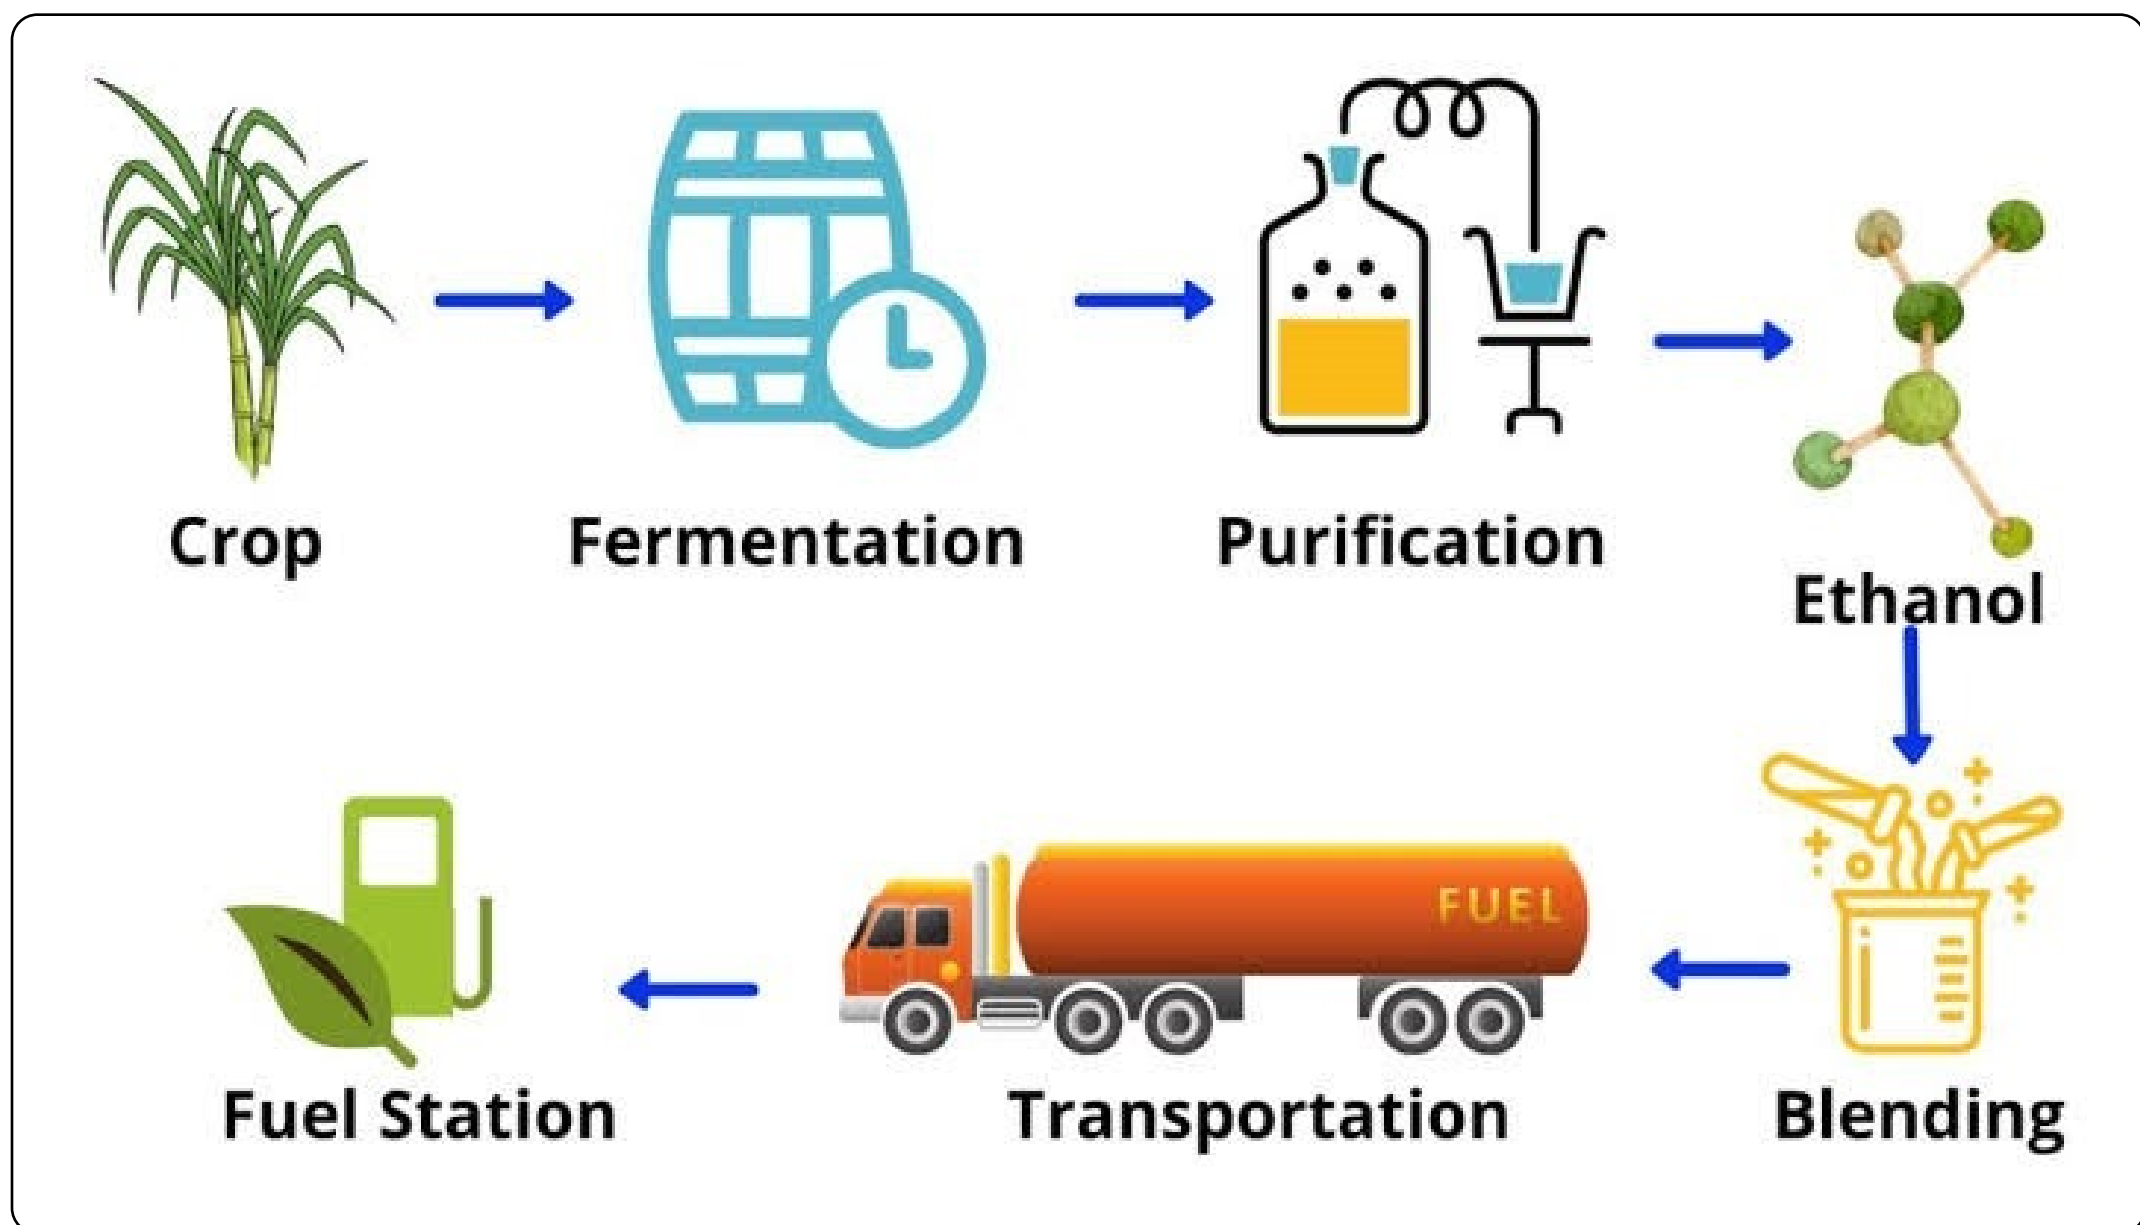 Crop
Fermentation
Purification
Ethanol
FUEL
Fuel Station
Transportation
Blending